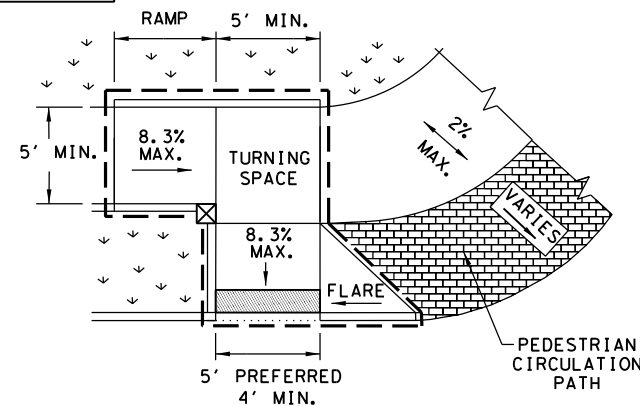 RAMP
5' MIN.
5' MIN.
8.3%
MAX.
TURNING
SPACE
2%
MAX.
VARIES
8.3%
MAX.
FLARE
PEDESTRIAN
CIRCULATION
PATH
5' PREFERRED
4' MIN.